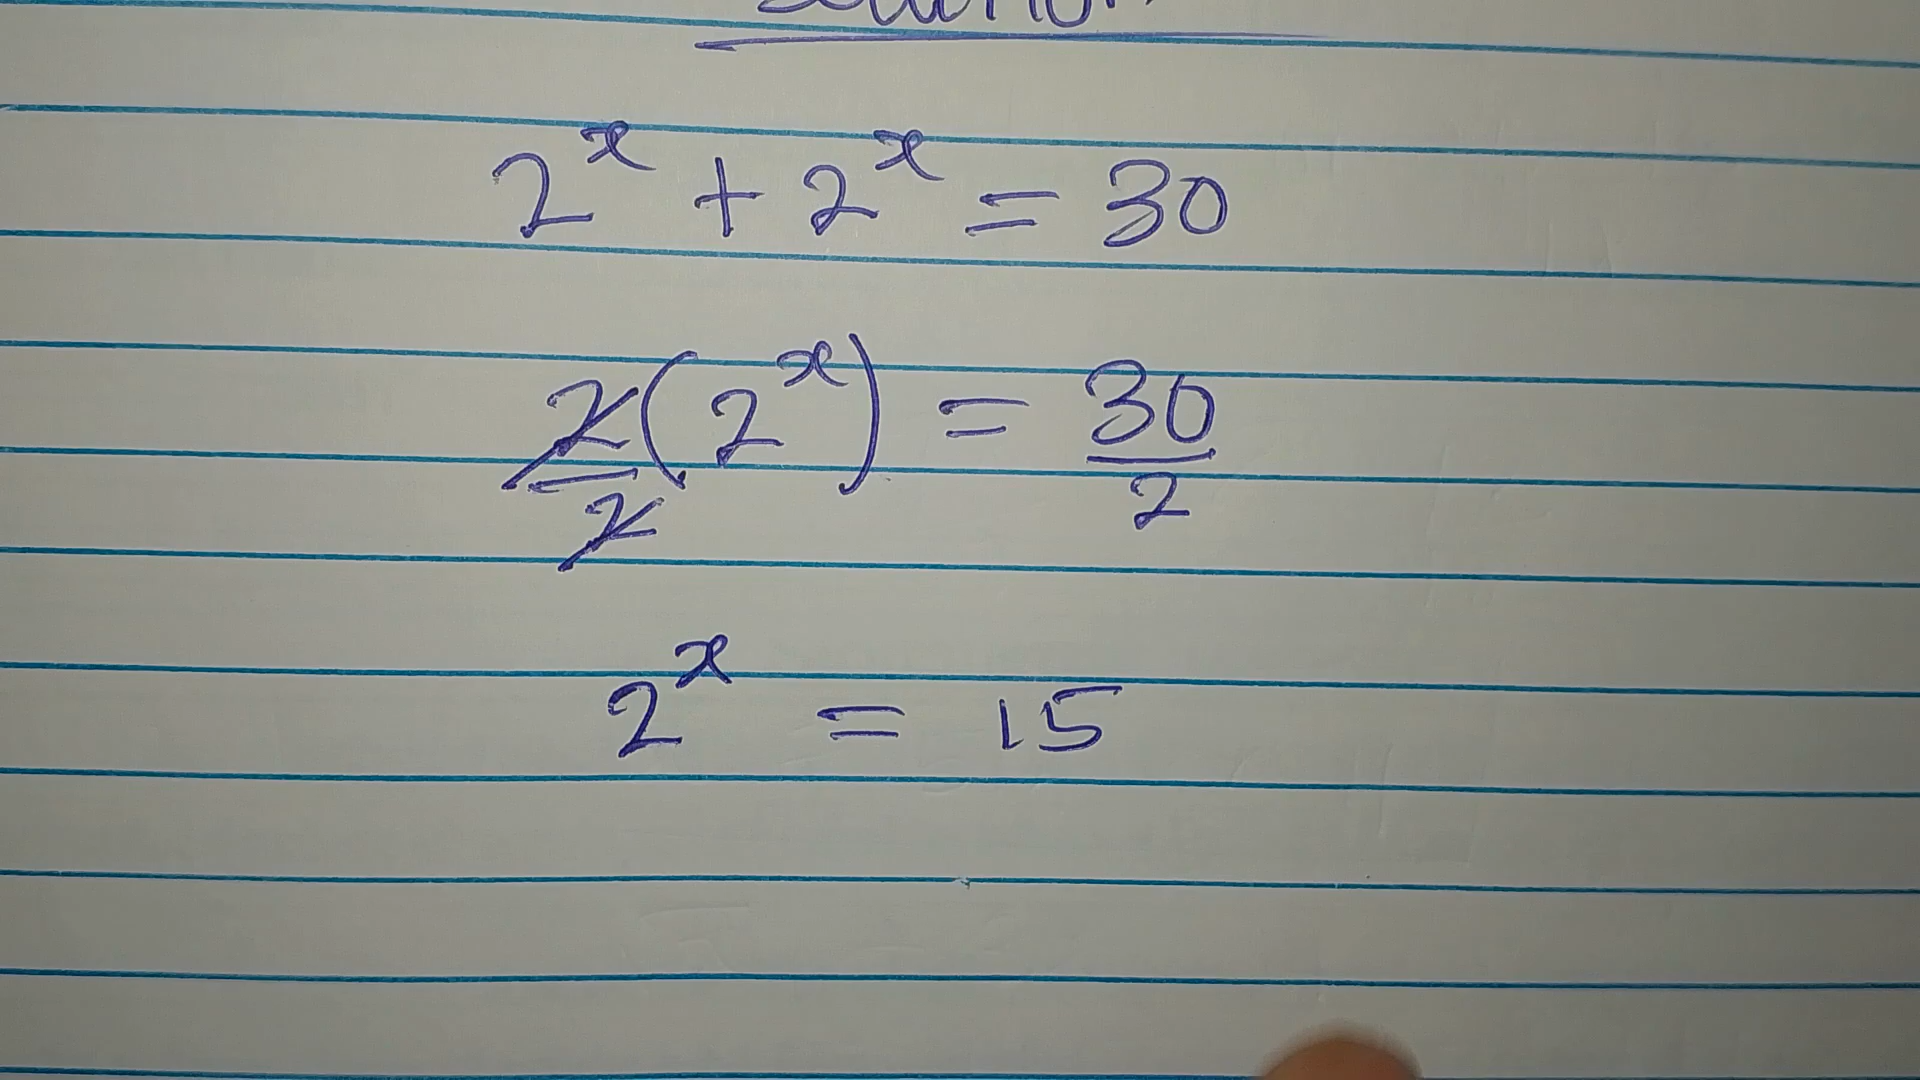 2^x + 2^x = 30
2(2^x)/2 = 30/2
2^x = 15